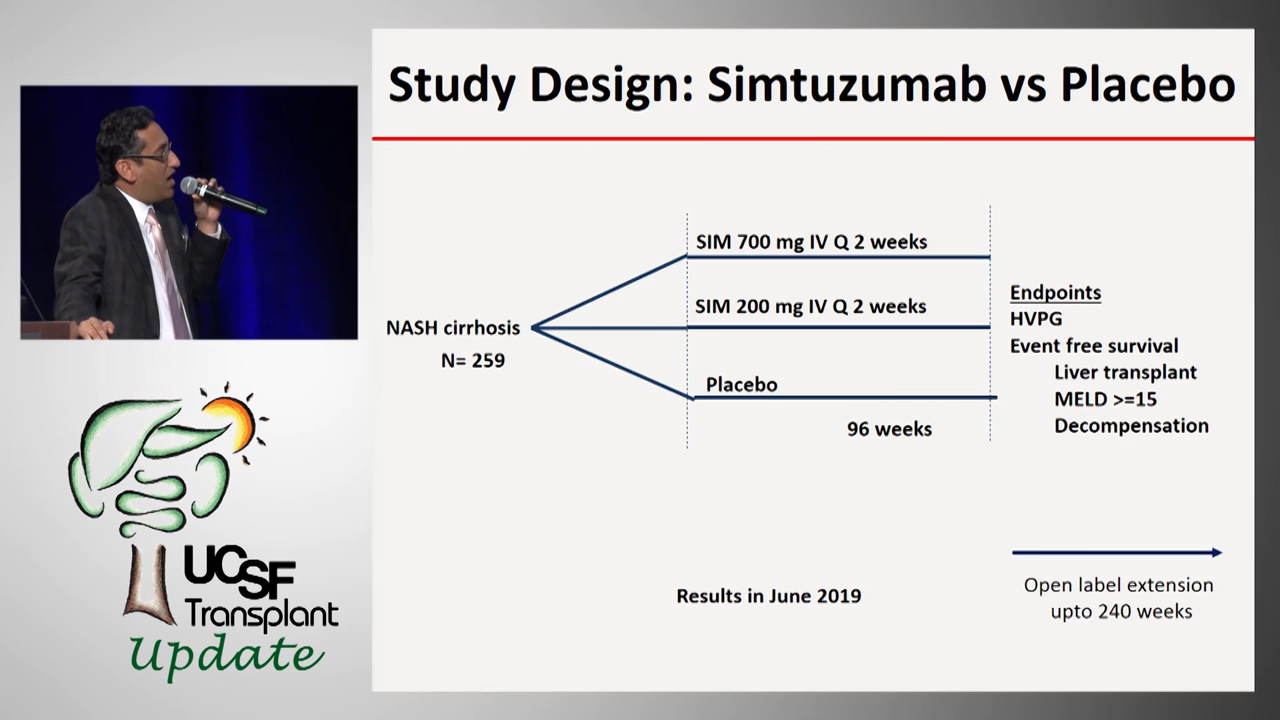 Study Design: Simtuzumab vs Placebo
SIM 700 mg IV Q 2 weeks
SIM 200 mg IV Q 2 weeks
NASH cirrhosis
N= 259
Placebo
96 weeks
Endpoints
HVPG
Event free survival
Liver transplant
MELD >=15
Decompensation
Results in June 2019
Open label extension
upto 240 weeks
UCSF
Transplant
Update